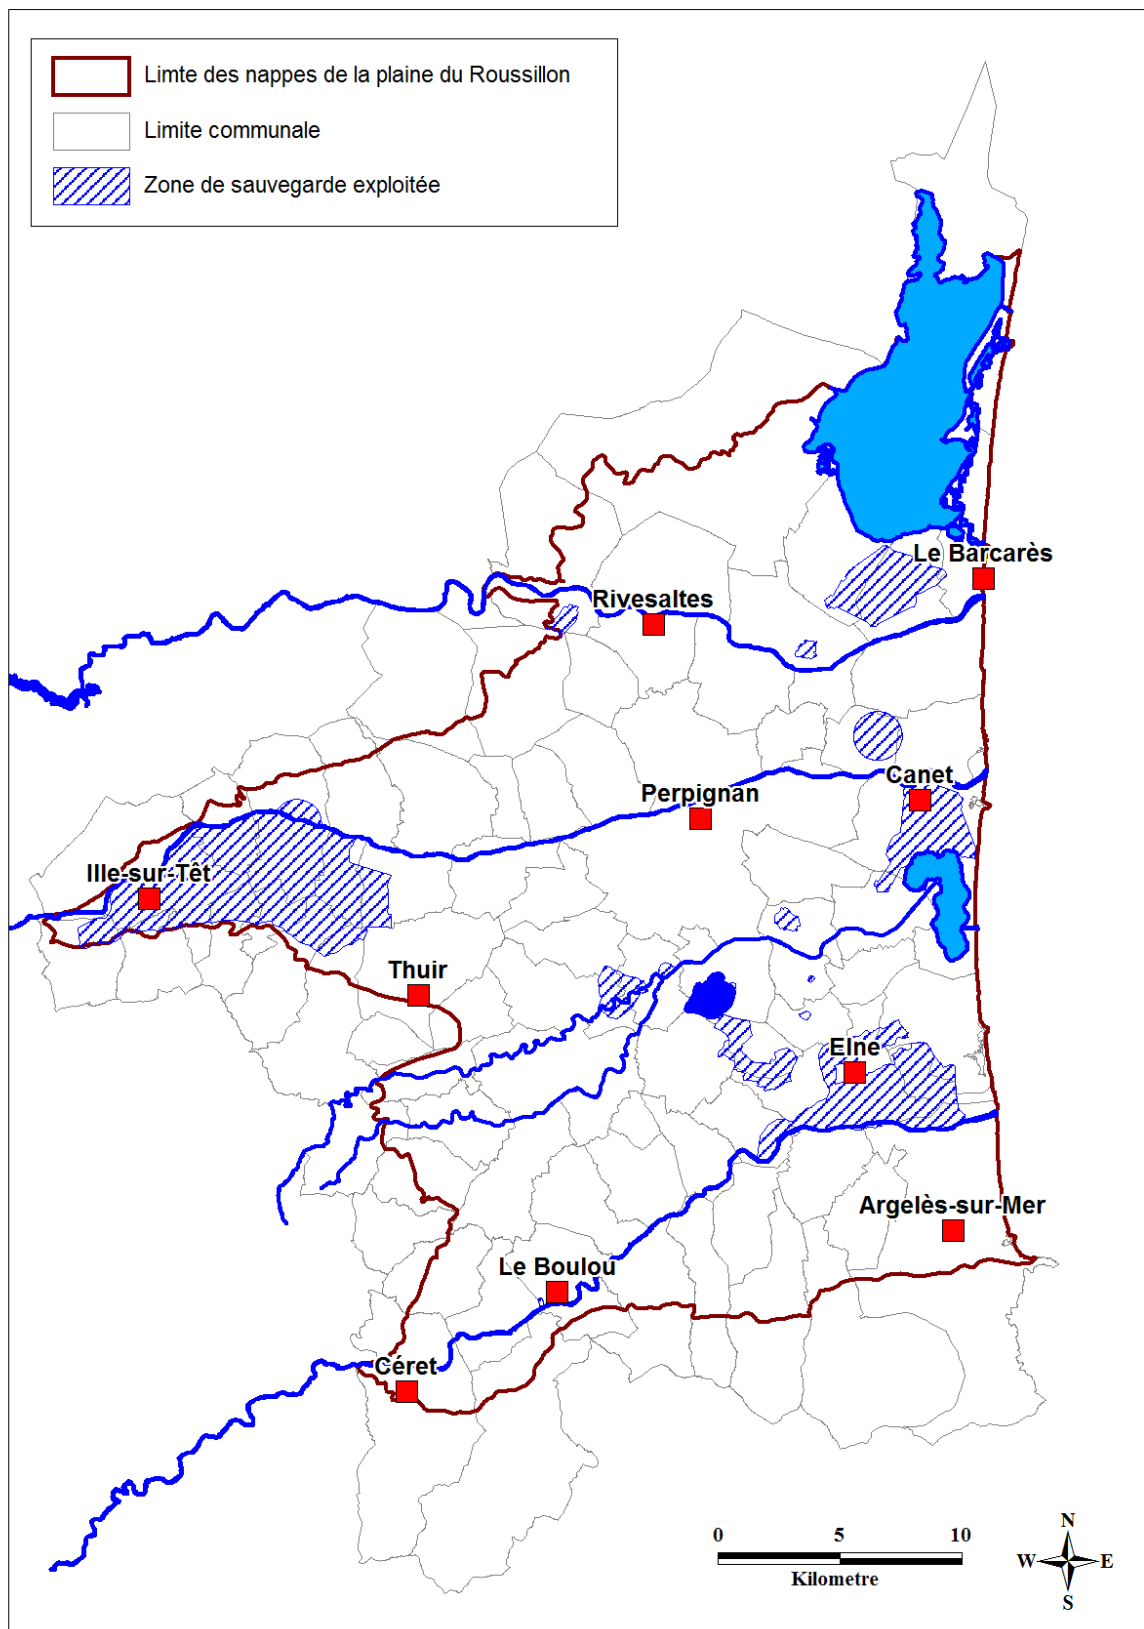 Limte des nappes de la plaine du Roussillon
Limite communale
Zone de sauvegarde exploitée
Le Barcarès
Rivesaltes
Canet
Perpignan
Ille-sur-Têt
Thuir
Elne
Argelès-sur-Mer
Le Boulou
Céret
0 5 10
Kilometre
N
W E
S